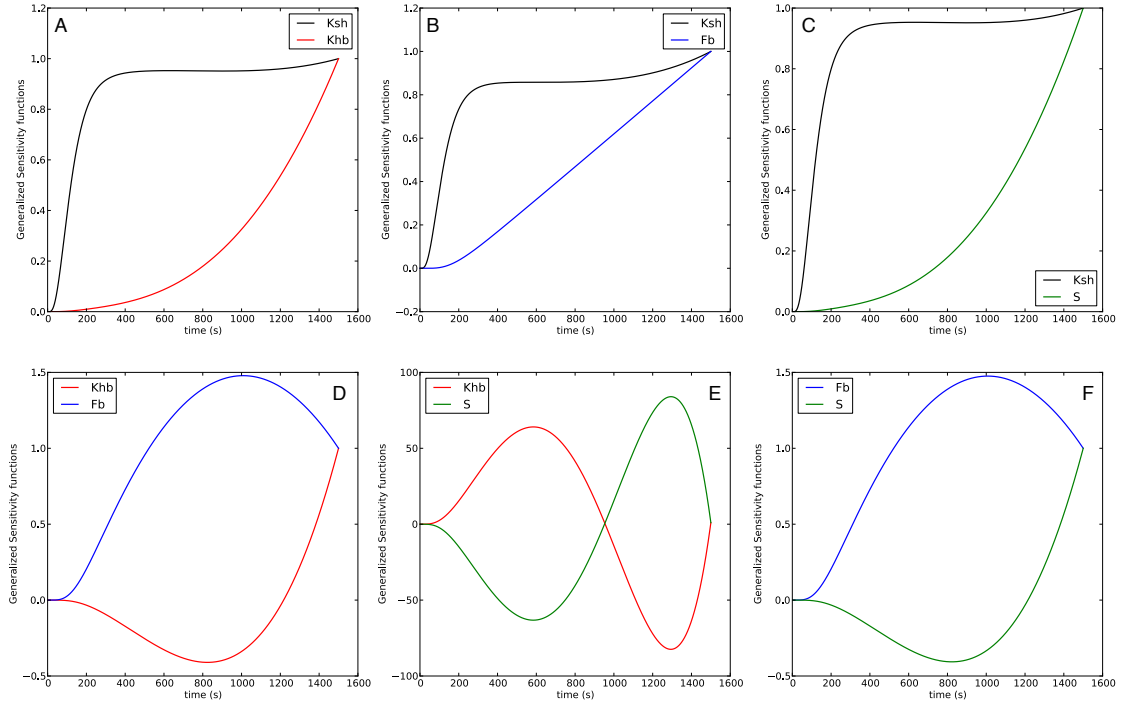 A
Ksh
Khb
Generalized Sensitivity functions
1.2
1.0
0.8
0.6
0.4
0.2
0.0
0 200 400 600 800 1000 1200 1400 1600
time (s)
B
Ksh
Fb
Generalized Sensitivity functions
1.2
1.0
0.8
0.6
0.4
0.2
0.0
−0.2
0 200 400 600 800 1000 1200 1400 1600
time (s)
C
Ksh
S
Generalized Sensitivity functions
1.0
0.8
0.6
0.4
0.2
0.0
0 200 400 600 800 1000 1200 1400 1600
time (s)
Khb
Fb
D
Generalized Sensitivity functions
1.5
1.0
0.5
0.0
−0.5
0 200 400 600 800 1000 1200 1400 1600
time (s)
Khb
S
E
Generalized Sensitivity functions
100
50
0
−50
−100
0 200 400 600 800 1000 1200 1400 1600
time (s)
Fb
S
F
Generalized Sensitivity functions
1.5
1.0
0.5
0.0
−0.5
0 200 400 600 800 1000 1200 1400 1600
time (s)